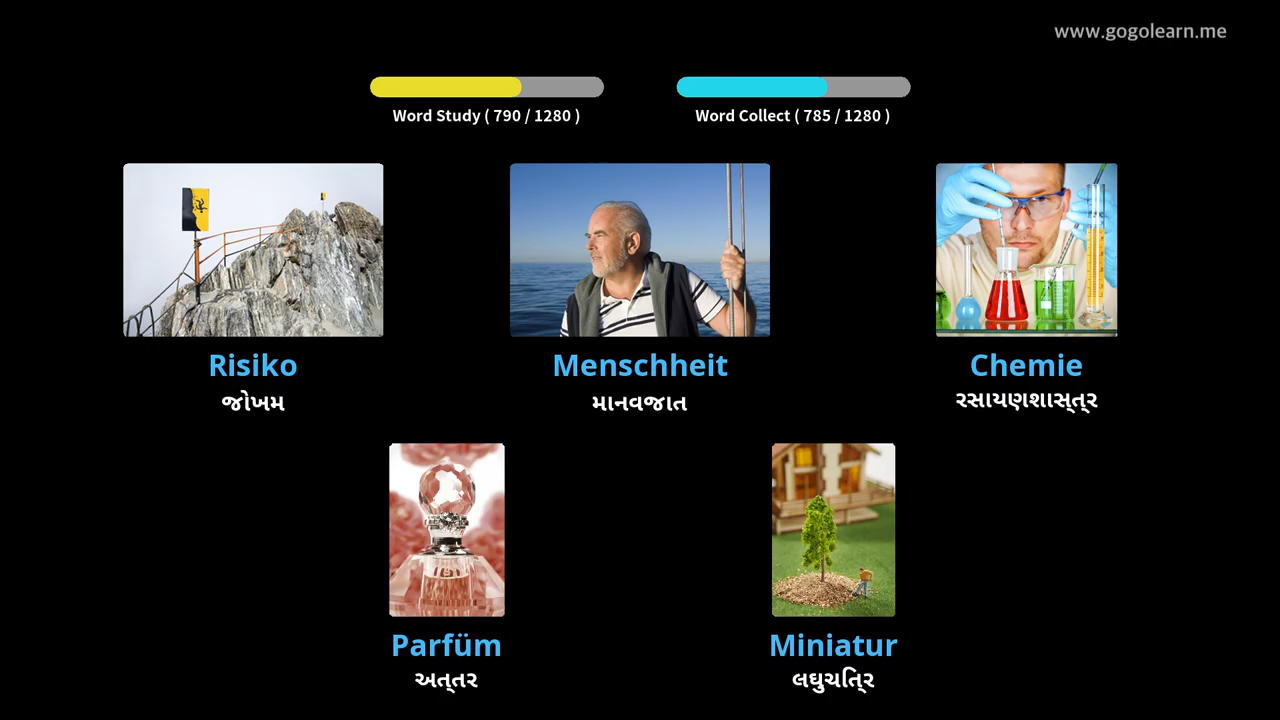 www.gogolearn.me
Word Study ( 790 / 1280 )
Word Collect ( 785 / 1280 )
Risiko
જોખમ
Menschheit
માનવજાત
Chemie
રસાયણશાસ્ત્ર
Parfüm
અત્તર
Miniatur
લઘુચિત્ર